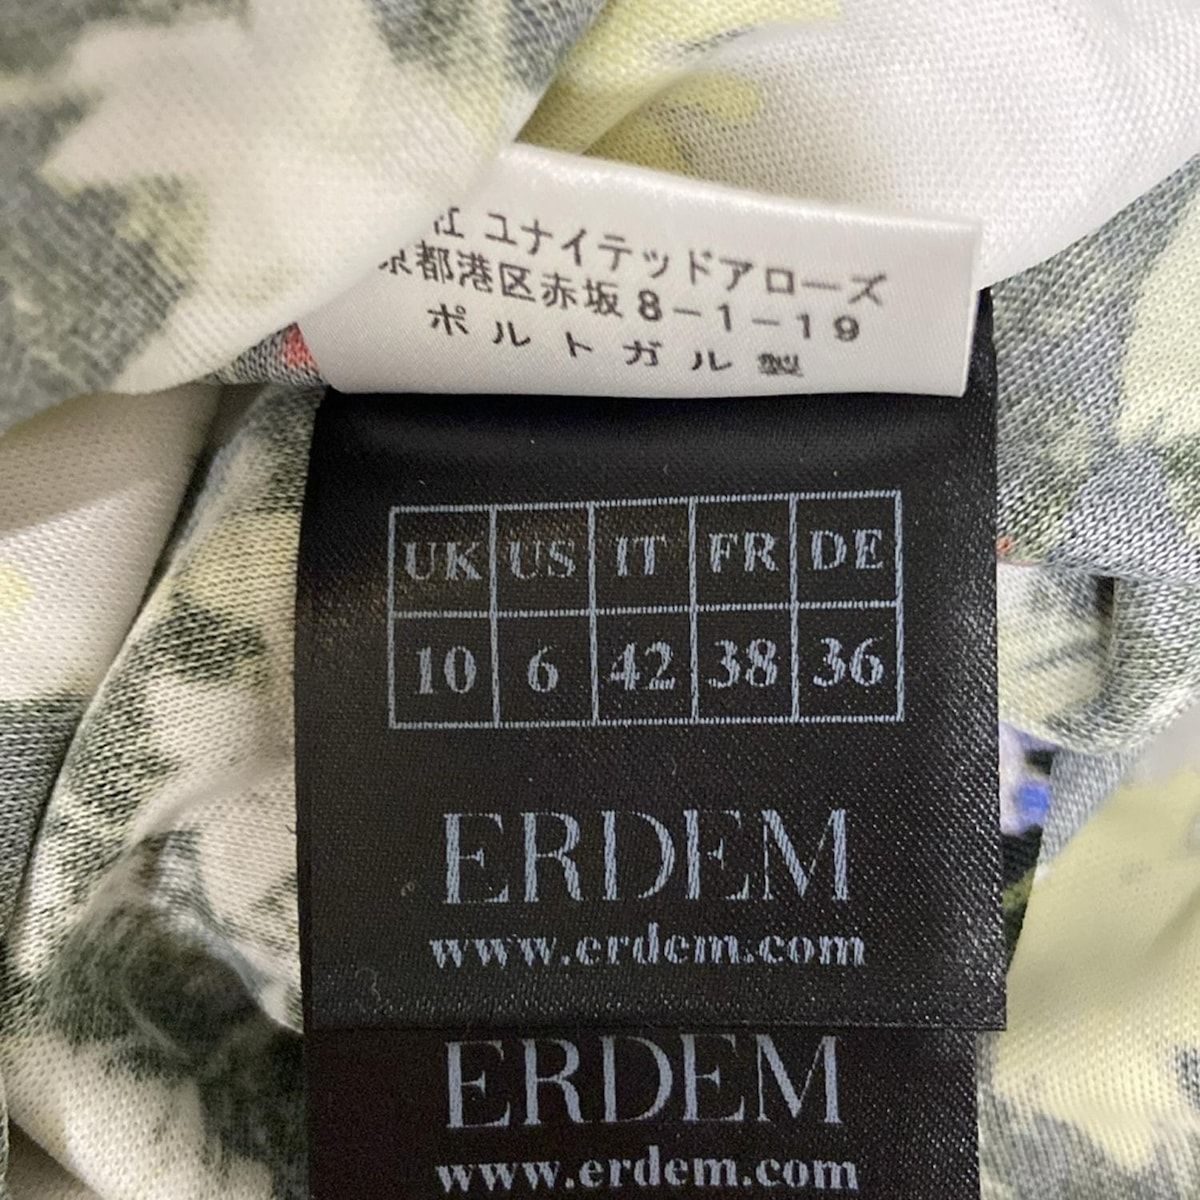 社 ユナイテッドアローズ
京都港区赤坂8-1-19
ポルトガル製
UK US IT FR DE
10 6 42 38 36
ERDEM
www.erdem.com
ERDEM
www.erdem.com